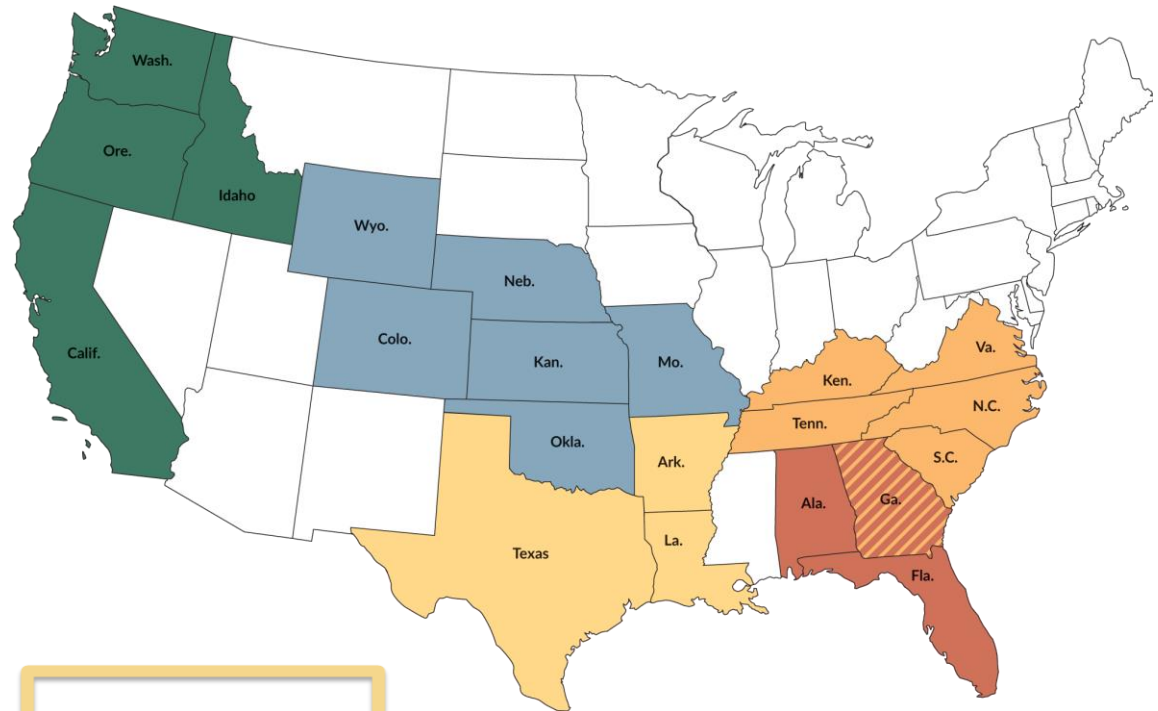 Wash.
Ore.
Idaho
Wyo.
Neb.
Calif.
Colo.
Kan.
Mo.
Va.
Ken.
N.C.
Tenn.
Okla.
Ark.
S.C.
Ala.
Ga.
La.
Texas
Fla.